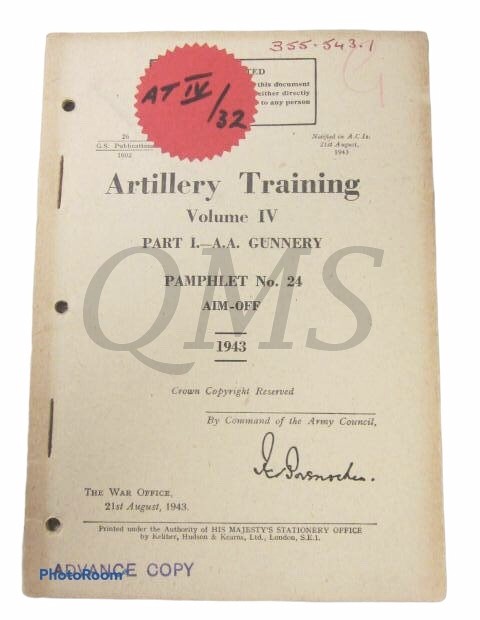 355.543.1
TED
this document
either directly
to any person
AT IV
/32
26
G.S. Publications
1602
Notified in A.C.Is.
21st August,
1943
Artillery Training
Volume IV
PART I.—A.A. GUNNERY
PAMPHLET No. 24
AIM-OFF
1943
QMS
Crown Copyright Reserved
By Command of the Army Council,
THE WAR OFFICE,
21st August, 1943.
Printed under the Authority of HIS MAJESTY'S STATIONERY OFFICE
by Keliher, Hudson & Kearns, Ltd., London, S.E.1.
ADVANCE COPY
PhotoRoom